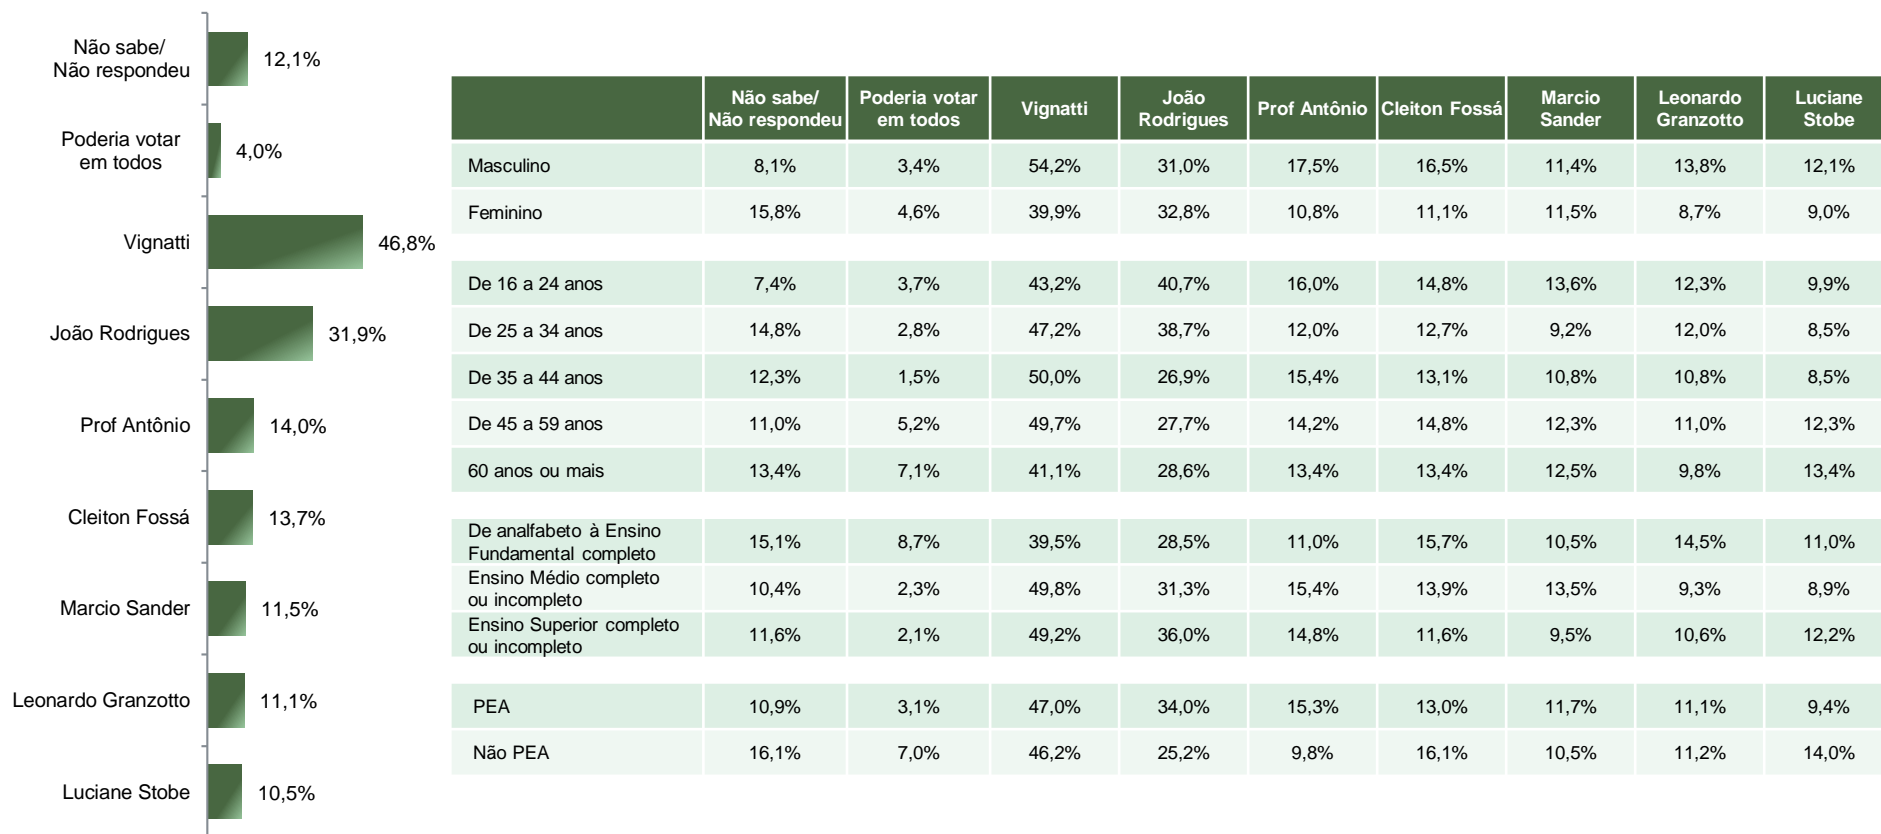 Não sabe/
Não respondeu
12,1%
Poderia votar
em todos
4,0%
Vignatti
46,8%
João Rodrigues
31,9%
Prof Antônio
14,0%
Cleiton Fossá
13,7%
Marcio Sander
11,5%
Leonardo Granzotto
11,1%
Luciane Stobe
10,5%
Não sabe/ Poderia votar Vignatti João Prof Antônio Cleiton Fossá Marcio Leonardo Luciane
Não respondeu em todos Rodrigues Sander Granzotto Stobe
Masculino 8,1% 3,4% 54,2% 31,0% 17,5% 16,5% 11,4% 13,8% 12,1%
Feminino 15,8% 4,6% 39,9% 32,8% 10,8% 11,1% 11,5% 8,7% 9,0%
De 16 a 24 anos 7,4% 3,7% 43,2% 40,7% 16,0% 14,8% 13,6% 12,3% 9,9%
De 25 a 34 anos 14,8% 2,8% 47,2% 38,7% 12,0% 12,7% 9,2% 12,0% 8,5%
De 35 a 44 anos 12,3% 1,5% 50,0% 26,9% 15,4% 13,1% 10,8% 10,8% 8,5%
De 45 a 59 anos 11,0% 5,2% 49,7% 27,7% 14,2% 14,8% 12,3% 11,0% 12,3%
60 anos ou mais 13,4% 7,1% 41,1% 28,6% 13,4% 13,4% 12,5% 9,8% 13,4%
De analfabeto à Ensino
Fundamental completo 15,1% 8,7% 39,5% 28,5% 11,0% 15,7% 10,5% 14,5% 11,0%
Ensino Médio completo
ou incompleto 10,4% 2,3% 49,8% 31,3% 15,4% 13,9% 13,5% 9,3% 8,9%
Ensino Superior completo
ou incompleto 11,6% 2,1% 49,2% 36,0% 14,8% 11,6% 9,5% 10,6% 12,2%
PEA 10,9% 3,1% 47,0% 34,0% 15,3% 13,0% 11,7% 11,1% 9,4%
Não PEA 16,1% 7,0% 46,2% 25,2% 9,8% 16,1% 10,5% 11,2% 14,0%